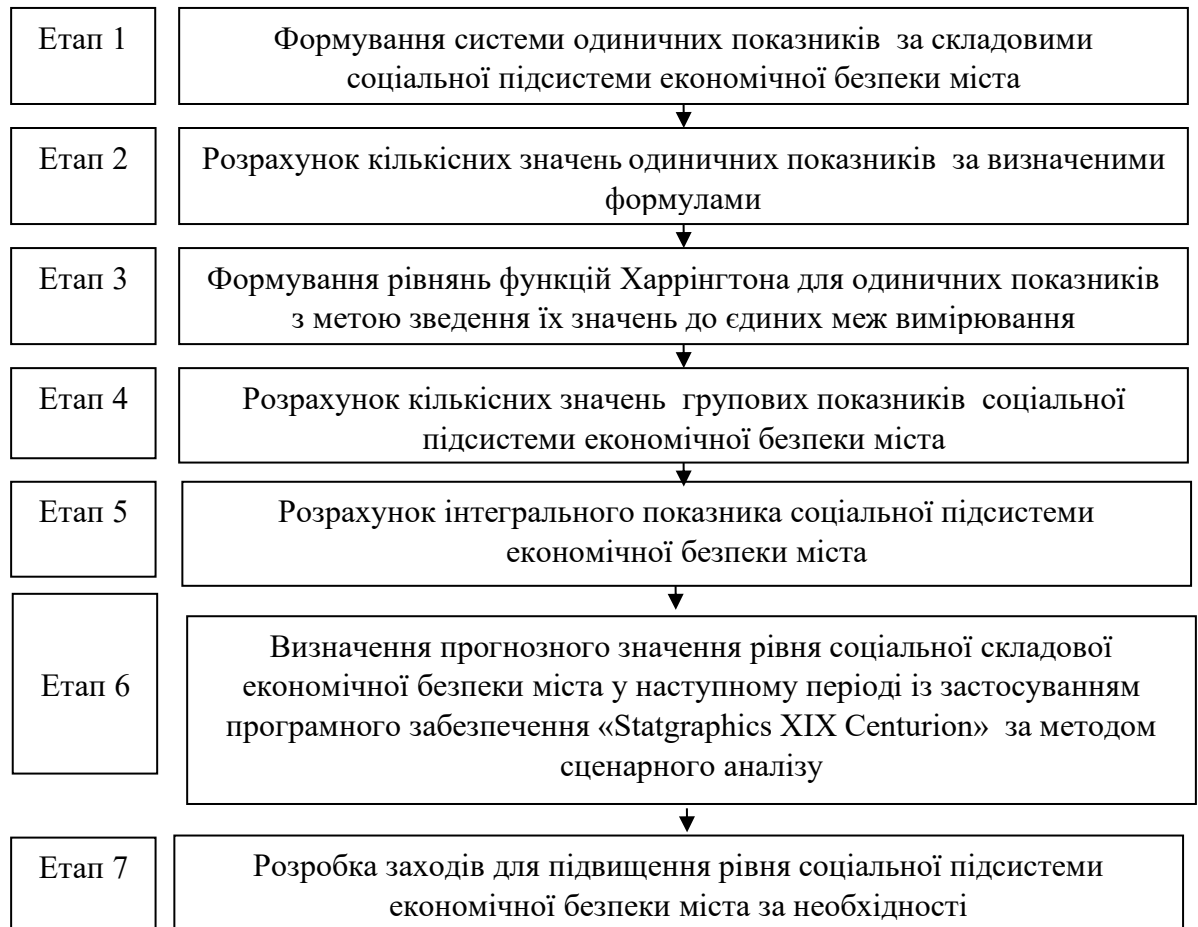 Етап 1
Формування системи одиничних показників за складовими
соціальної підсистеми економічної безпеки міста
Етап 2
Розрахунок кількісних значень одиничних показників за визначеними
формулами
Етап 3
Формування рівнянь функцій Харрінгтона для одиничних показників
з метою зведення їх значень до єдиних меж вимірювання
Етап 4
Розрахунок кількісних значень групових показників соціальної
підсистеми економічної безпеки міста
Етап 5
Розрахунок інтегрального показника соціальної підсистеми
економічної безпеки міста
Етап 6
Визначення прогнозного значення рівня соціальної складової
економічної безпеки міста у наступному періоді із застосуванням
програмного забезпечення «Statgraphics XIX Centurion» за методом
сценарного аналізу
Етап 7
Розробка заходів для підвищення рівня соціальної підсистеми
економічної безпеки міста за необхідності